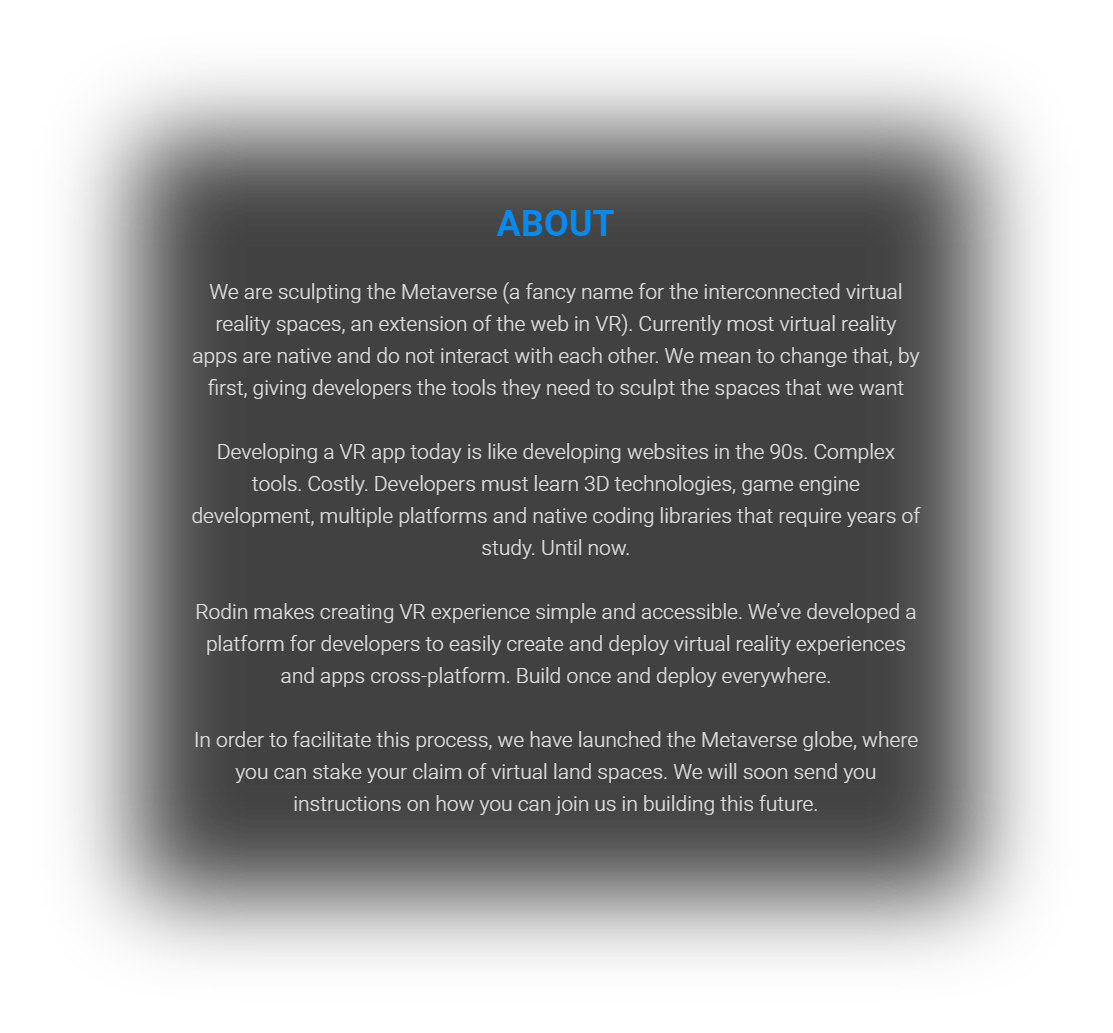 ABOUT
We are sculpting the Metaverse (a fancy name for the interconnected virtual
reality spaces, an extension of the web in VR). Currently most virtual reality
apps are native and do not interact with each other. We mean to change that, by
first, giving developers the tools they need to sculpt the spaces that we want
Developing a VR app today is like developing websites in the 90s. Complex
tools. Costly. Developers must learn 3D technologies, game engine
development, multiple platforms and native coding libraries that require years of
study. Until now.
Rodin makes creating VR experience simple and accessible. We’ve developed a
platform for developers to easily create and deploy virtual reality experiences
and apps cross-platform. Build once and deploy everywhere.
In order to facilitate this process, we have launched the Metaverse globe, where
you can stake your claim of virtual land spaces. We will soon send you
instructions on how you can join us in building this future.